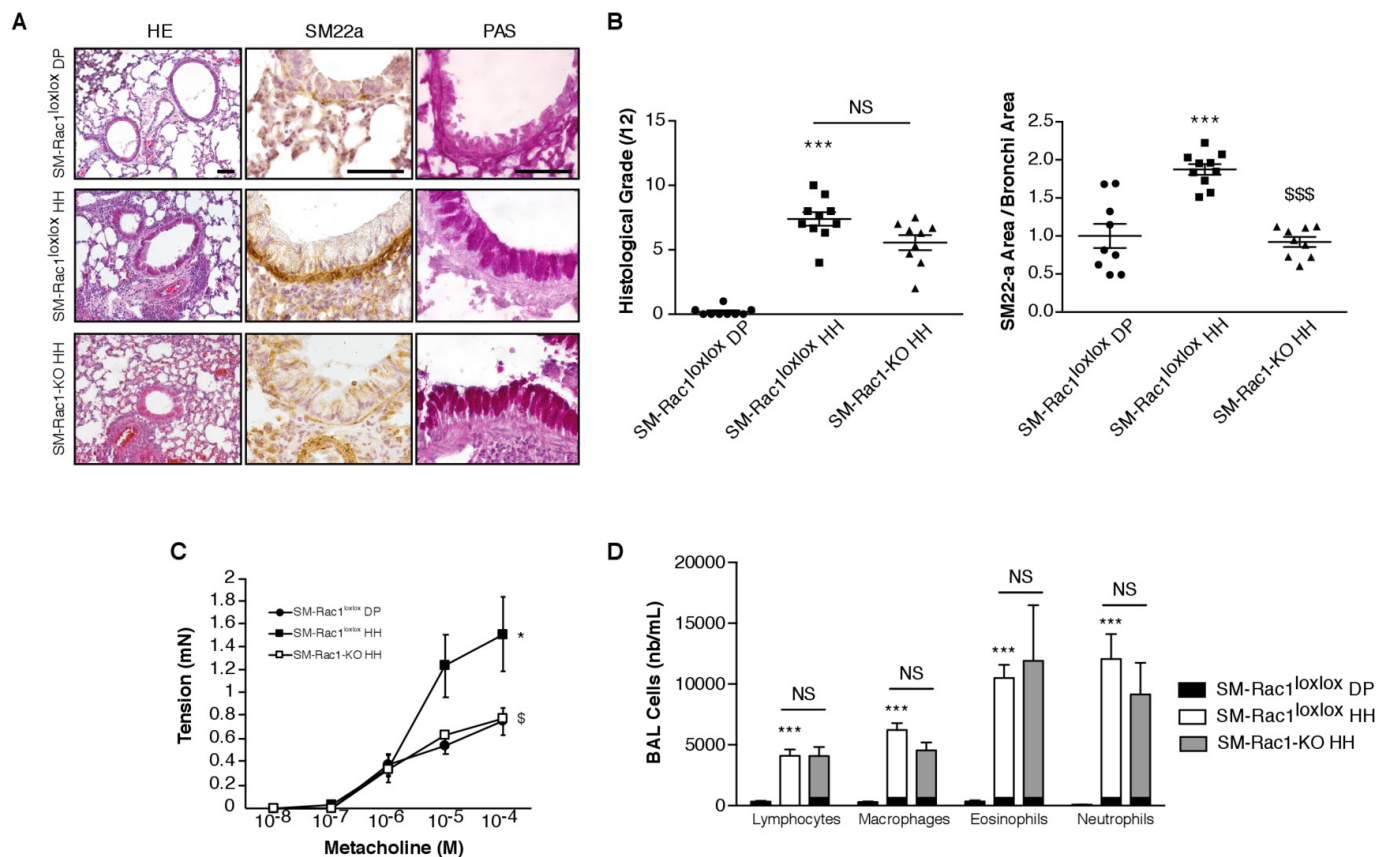 A
HE SM22a PAS
SM-Rac1loxlox DP
SM-Rac1loxlox HH
SM-Rac1-KO HH
B
Histological Grade (/12)
15
10
5
0
NS
***
SM-Rac1loxlox DP
SM-Rac1loxlox HH
SM-Rac1-KO HH
SM22-a Area / Bronchi Area
2.5
2.0
1.5
1.0
0.5
0.0
***
$$$
SM-Rac1loxlox DP
SM-Rac1loxlox HH
SM-Rac1-KO HH
C
Tension (mN)
2
1.8
1.6
1.4
1.2
1
0.8
0.6
0.4
0.2
0
SM-Rac1loxlox DP
SM-Rac1loxlox HH
SM-Rac1-KO HH
*
$
10-8 10-7 10-6 10-5 10-4
Metacholine (M)
D
BAL Cells (nb/mL)
20000
15000
10000
5000
0
NS
***
NS
***
NS
***
NS
***
Lymphocytes Macrophages Eosinophils Neutrophils
SM-Rac1loxlox DP
SM-Rac1loxlox HH
SM-Rac1-KO HH